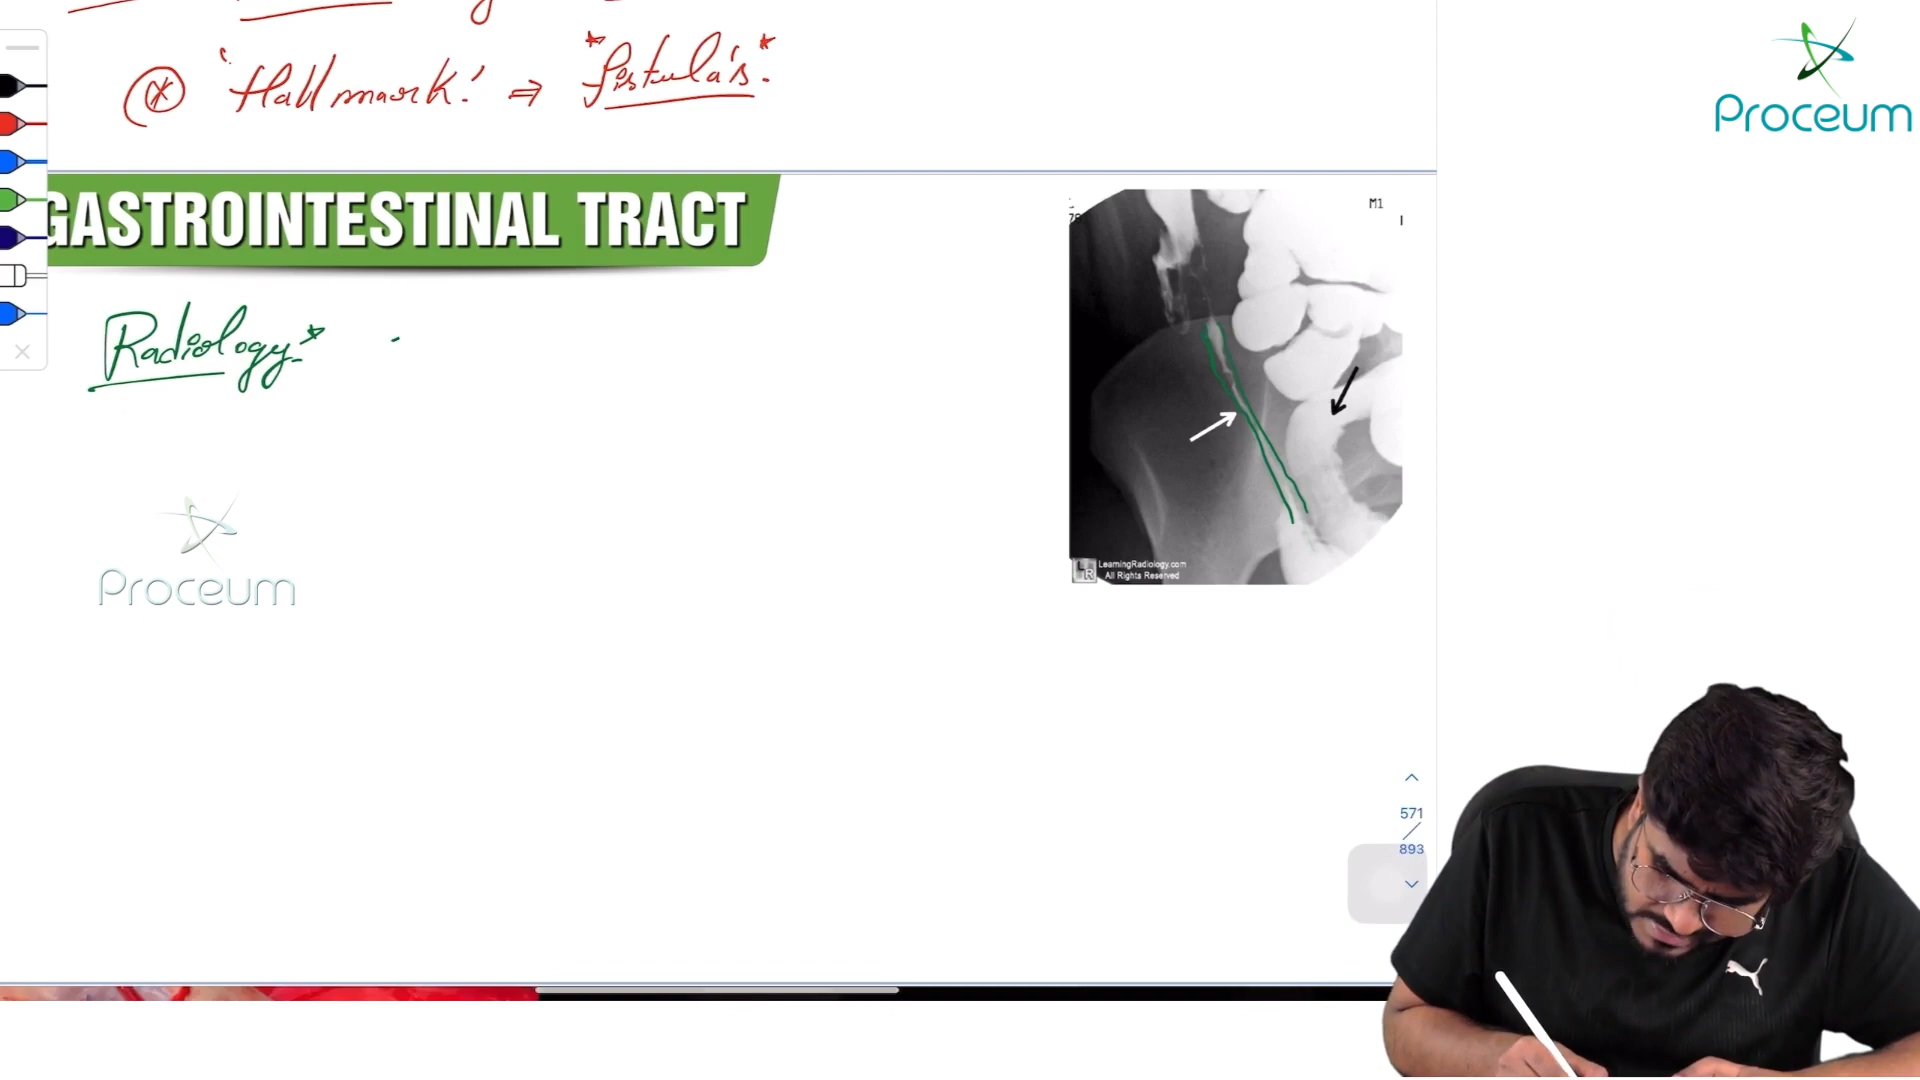 'Hallmark' ⇒ *fistula's.*
Proceum
GASTROINTESTINAL TRACT
M1
Radiology*
Proceum
LearningRadiology.com
All Rights Reserved
571
893